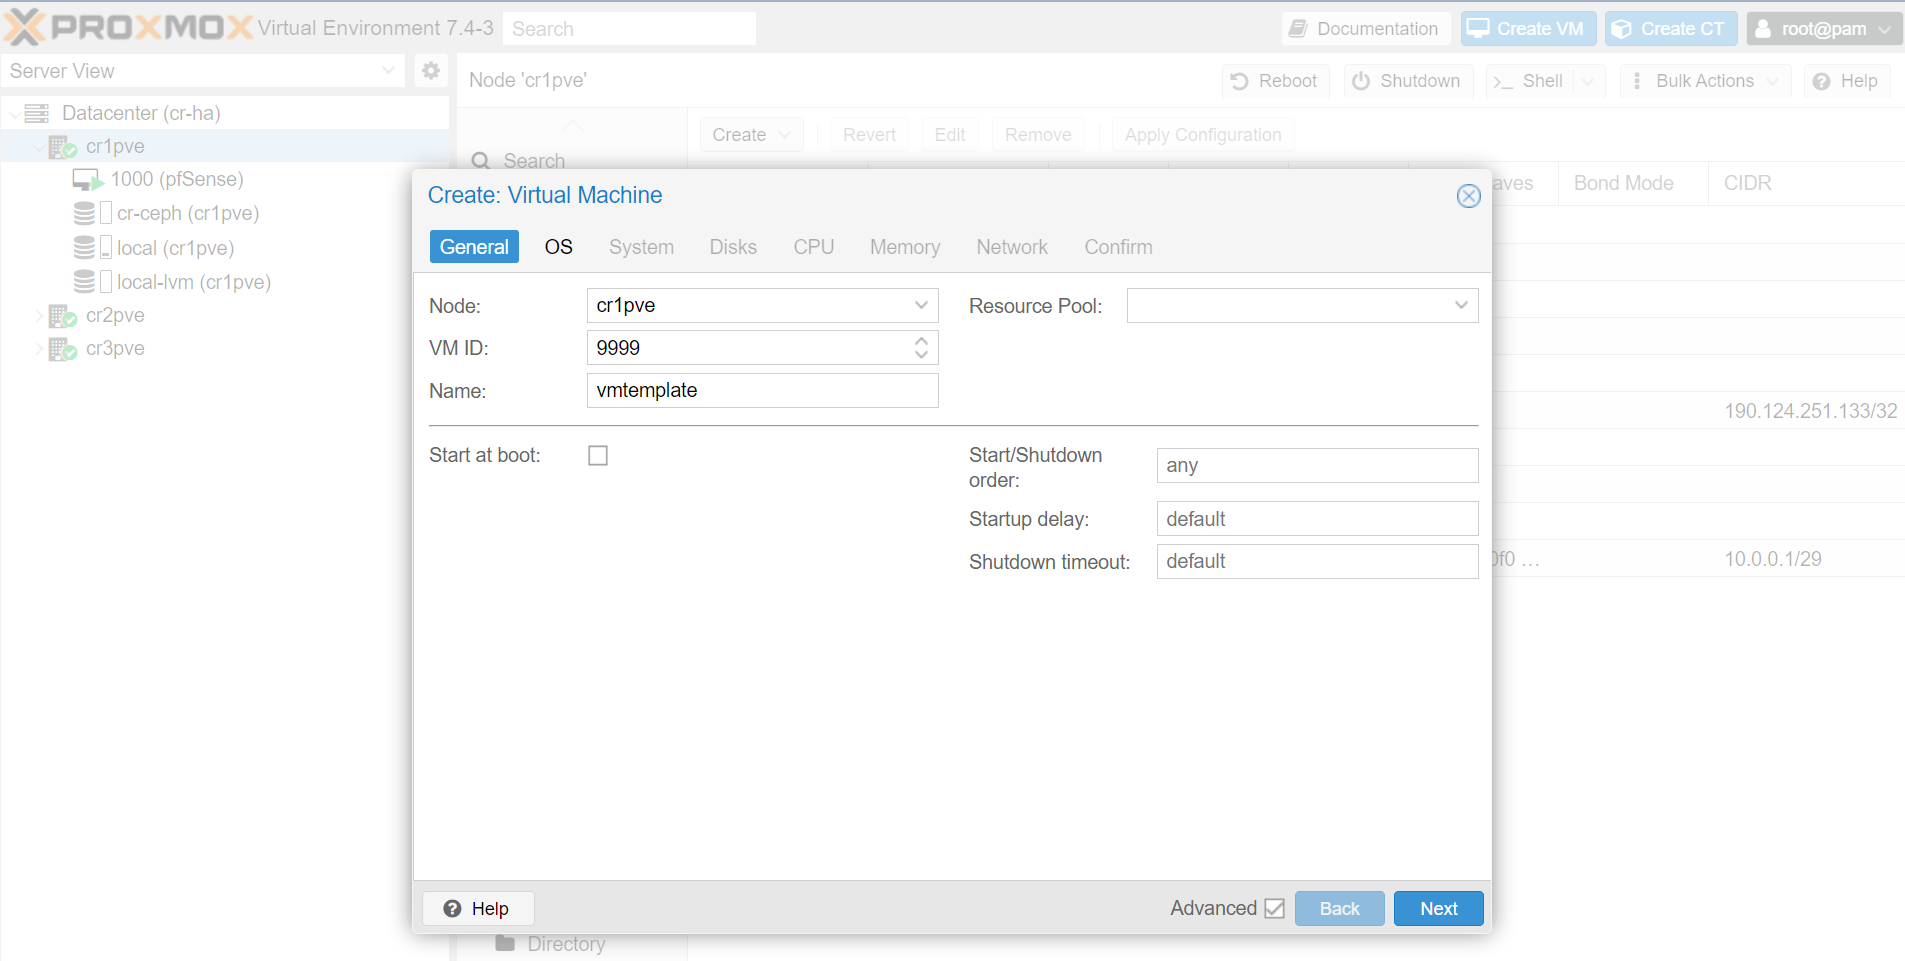 PROXMOX Virtual Environment 7.4-3 Search Documentation Create VM Create CT root@pam
Server View
Node 'cr1pve' Reboot Shutdown >_ Shell Bulk Actions Help
Datacenter (cr-ha)
cr1pve
1000 (pfSense)
cr-ceph (cr1pve)
local (cr1pve)
local-lvm (cr1pve)
cr2pve
cr3pve
Create Revert Edit Remove Apply Configuration
Search
aves Bond Mode CIDR
190.124.251.133/32
0f0 … 10.0.0.1/29
Create: Virtual Machine
General OS System Disks CPU Memory Network Confirm
Node: cr1pve Resource Pool:
VM ID: 9999
Name: vmtemplate
Start at boot: Start/Shutdown
order: any
Startup delay: default
Shutdown timeout: default
Help Advanced Back Next
Directory